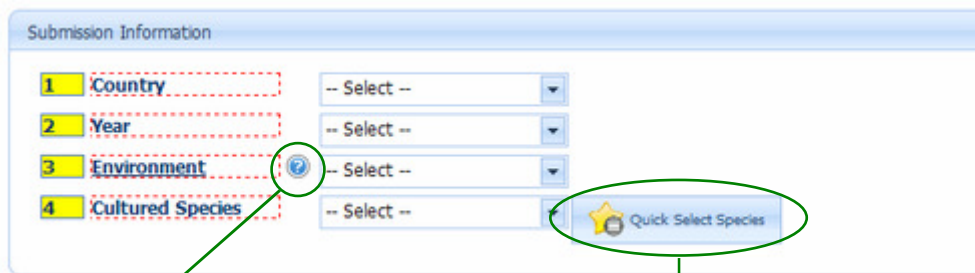 Submission Information
1 Country -- Select --
2 Year -- Select --
3 Environment ? -- Select --
4 Cultured Species -- Select -- Quick Select Species